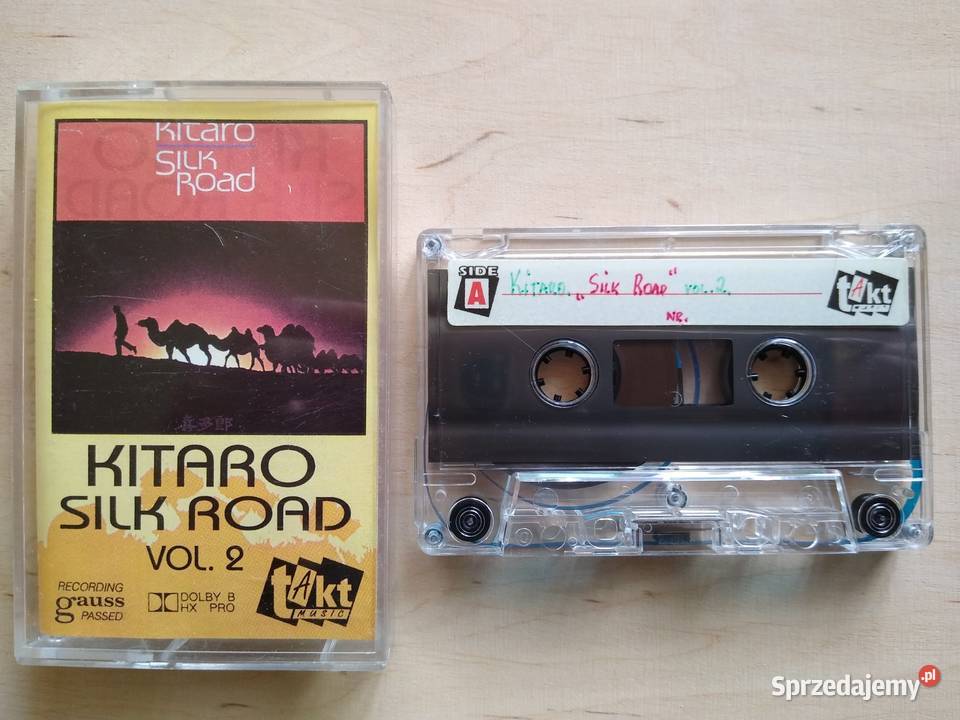 Kitaro
SILK
ROAD
喜多郎
KITARO
SILK ROAD
VOL. 2
RECORDING
gauss
PASSED
DOLBY B
HX PRO
tAkt
MUSIC
SIDE
A
KITARO „SILK ROAD" VOL. 2.
NR.
tAkt
Sprzedajemy.pl